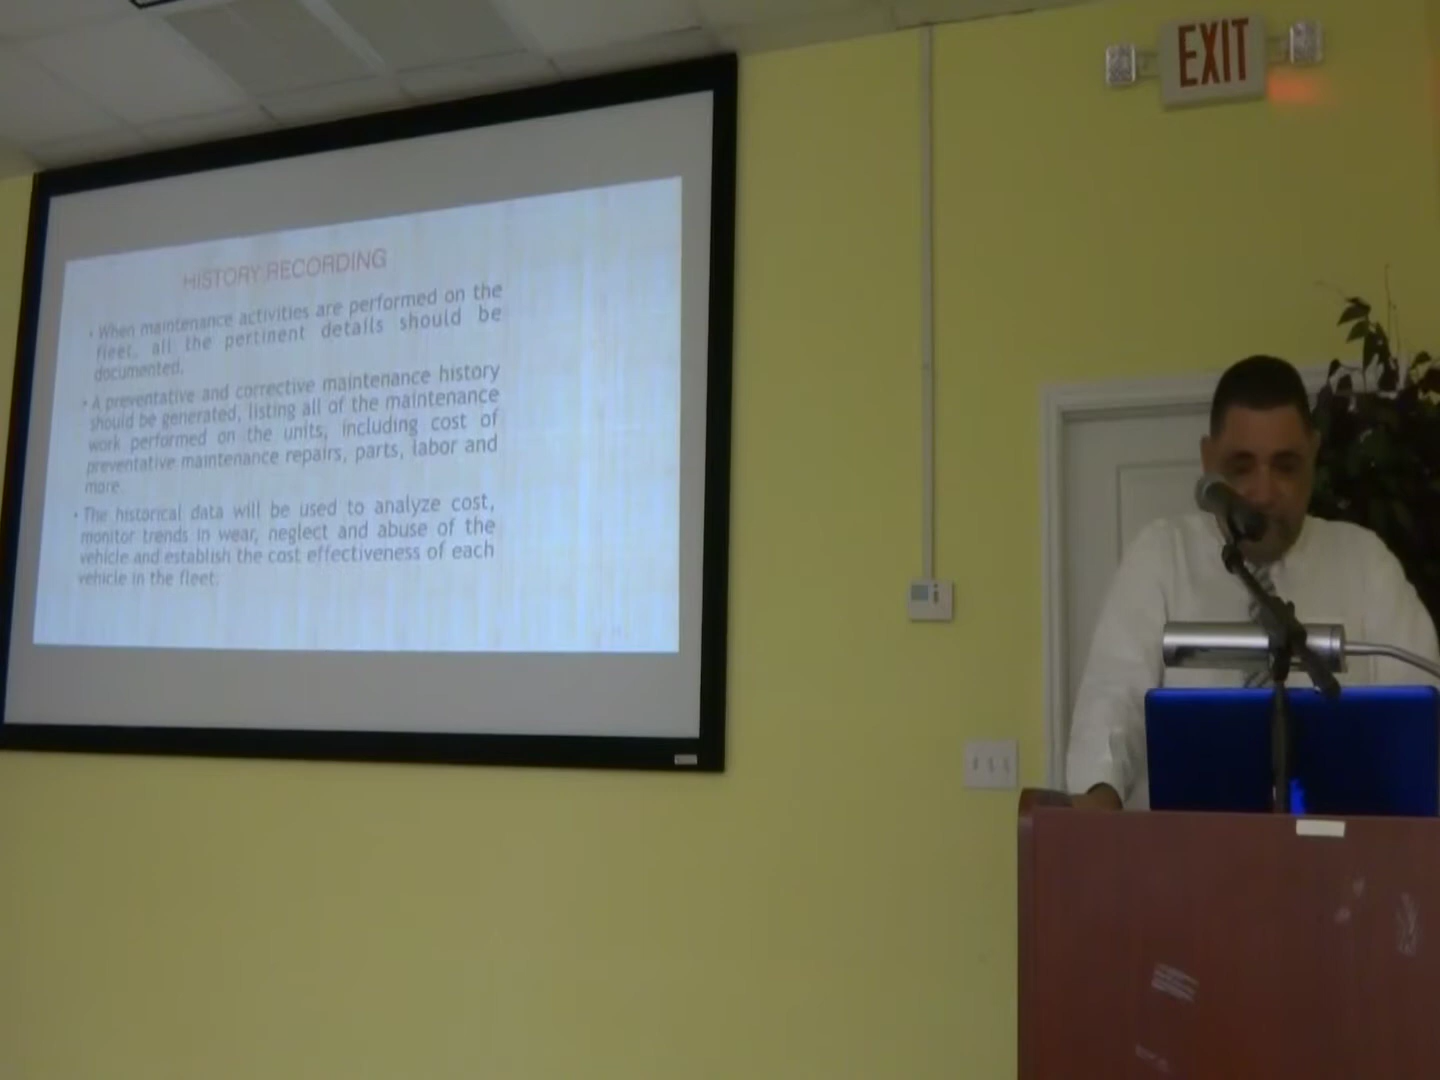 EXIT
HISTORY RECORDING
• When maintenance activities are performed on the
fleet, all the pertinent details should be
documented.
• A preventative and corrective maintenance history
should be generated, listing all of the maintenance
work performed on the units, including cost of
preventative maintenance repairs, parts, labor and
more
• The historical data will be used to analyze cost,
monitor trends in wear, neglect and abuse of the
vehicle and establish the cost effectiveness of each
vehicle in the fleet.